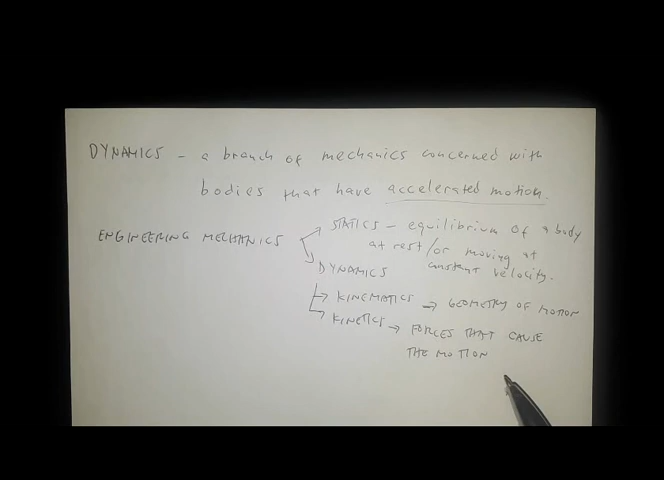 DYNAMICS - a branch of mechanics concerned with
bodies that have accelerated motion.
ENGINEERING MECHANICS
STATICS - equilibrium of a body
at rest/or moving at
constant velocity.
DYNAMICS
KINEMATICS → GEOMETRY OF MOTION
KINETICS → FORCES THAT CAUSE
THE MOTION